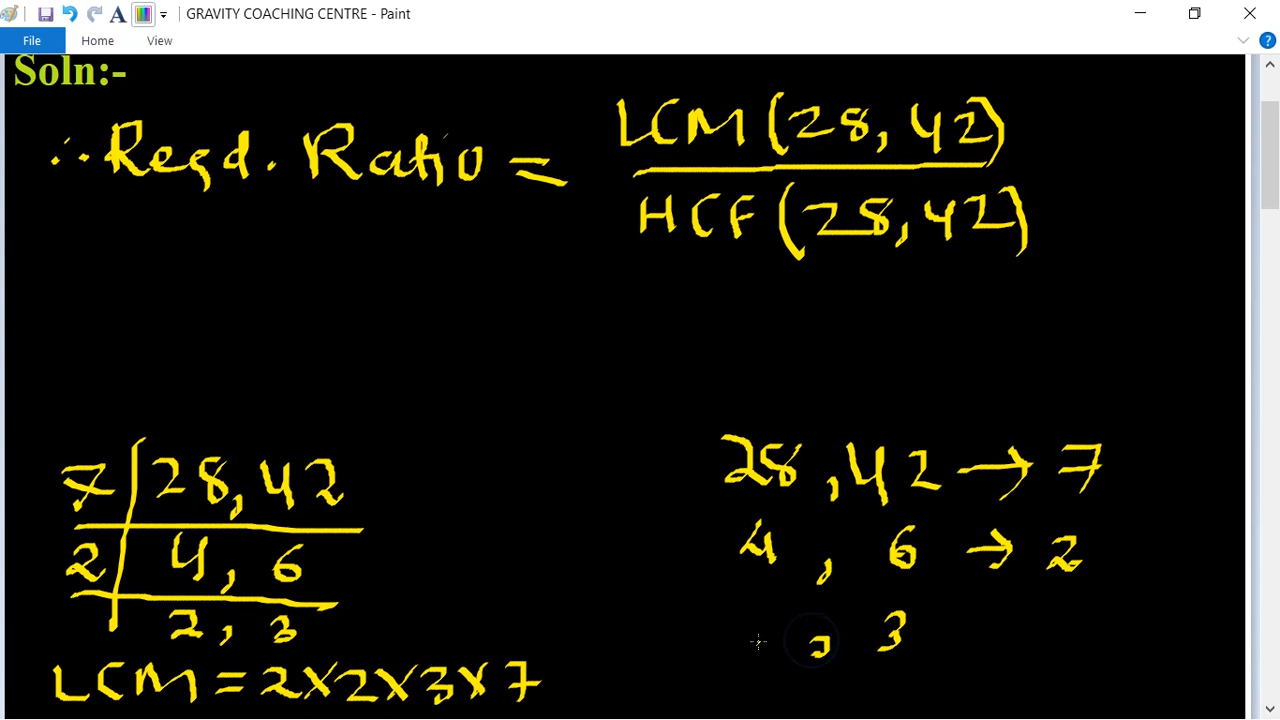 GRAVITY COACHING CENTRE - Paint
File Home View
Soln:-
∴ Reqd. Ratio = LCM (28, 42)
HCF (28, 42)
7 28, 42
2 4, 6
2, 3
LCM = 2×2×3×7
28, 42 → 7
4, 6 → 2
, 3